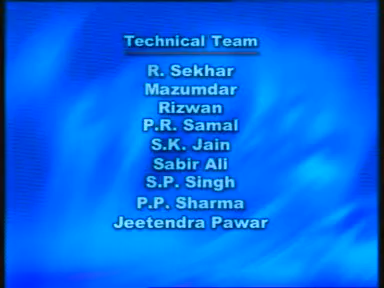 Technical Team
R. Sekhar
Mazumdar
Rizwan
P.R. Samal
S.K. Jain
Sabir Ali
S.P. Singh
P.P. Sharma
Jeetendra Pawar